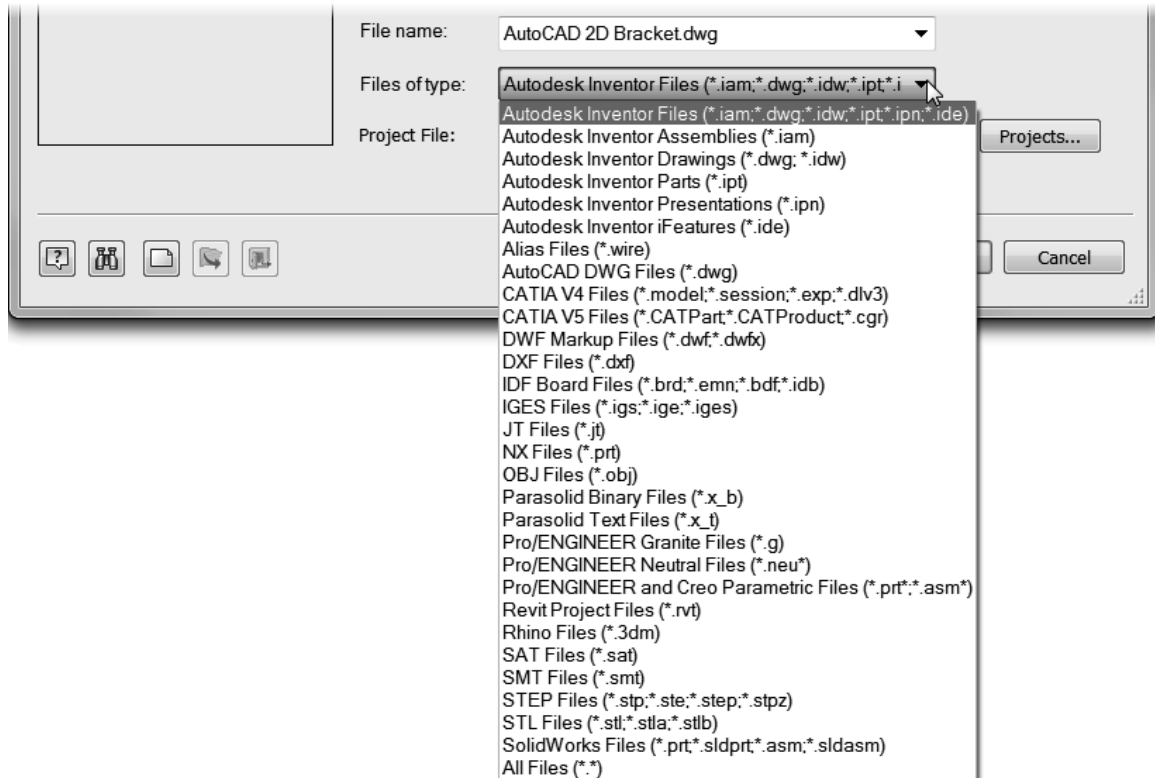 File name:
AutoCAD 2D Bracket.dwg
Files of type:
Autodesk Inventor Files (*.iam;*.dwg;*.idw;*.ipt;*.i
Project File:
Projects...
Autodesk Inventor Files (*.iam;*.dwg;*.idw;*.ipt;*.ipn;*.ide)
Autodesk Inventor Assemblies (*.iam)
Autodesk Inventor Drawings (*.dwg; *.idw)
Autodesk Inventor Parts (*.ipt)
Autodesk Inventor Presentations (*.ipn)
Autodesk Inventor iFeatures (*.ide)
Alias Files (*.wire)
AutoCAD DWG Files (*.dwg)
CATIA V4 Files (*.model;*.session;*.exp;*.dlv3)
CATIA V5 Files (*.CATPart;*.CATProduct;*.cgr)
DWF Markup Files (*.dwf;*.dwfx)
DXF Files (*.dxf)
IDF Board Files (*.brd;*.emn;*.bdf;*.idb)
IGES Files (*.igs;*.ige;*.iges)
JT Files (*.jt)
NX Files (*.prt)
OBJ Files (*.obj)
Parasolid Binary Files (*.x_b)
Parasolid Text Files (*.x_t)
Pro/ENGINEER Granite Files (*.g)
Pro/ENGINEER Neutral Files (*.neu*)
Pro/ENGINEER and Creo Parametric Files (*.prt*;*.asm*)
Revit Project Files (*.rvt)
Rhino Files (*.3dm)
SAT Files (*.sat)
SMT Files (*.smt)
STEP Files (*.stp;*.ste;*.step;*.stpz)
STL Files (*.stl;*.stla;*.stlb)
SolidWorks Files (*.prt;*.sldprt;*.asm;*.sldasm)
All Files (*.*)
Cancel